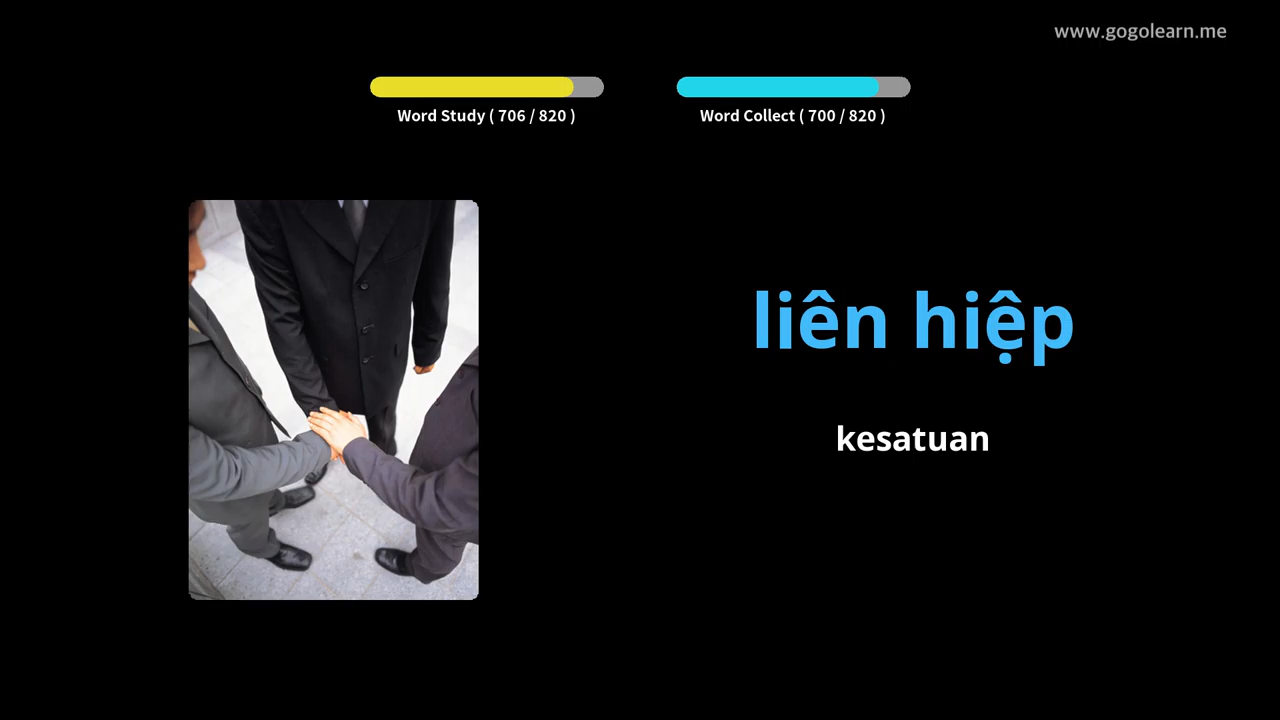 www.gogolearn.me
Word Study ( 706 / 820 )
Word Collect ( 700 / 820 )
liên hiệp
kesatuan